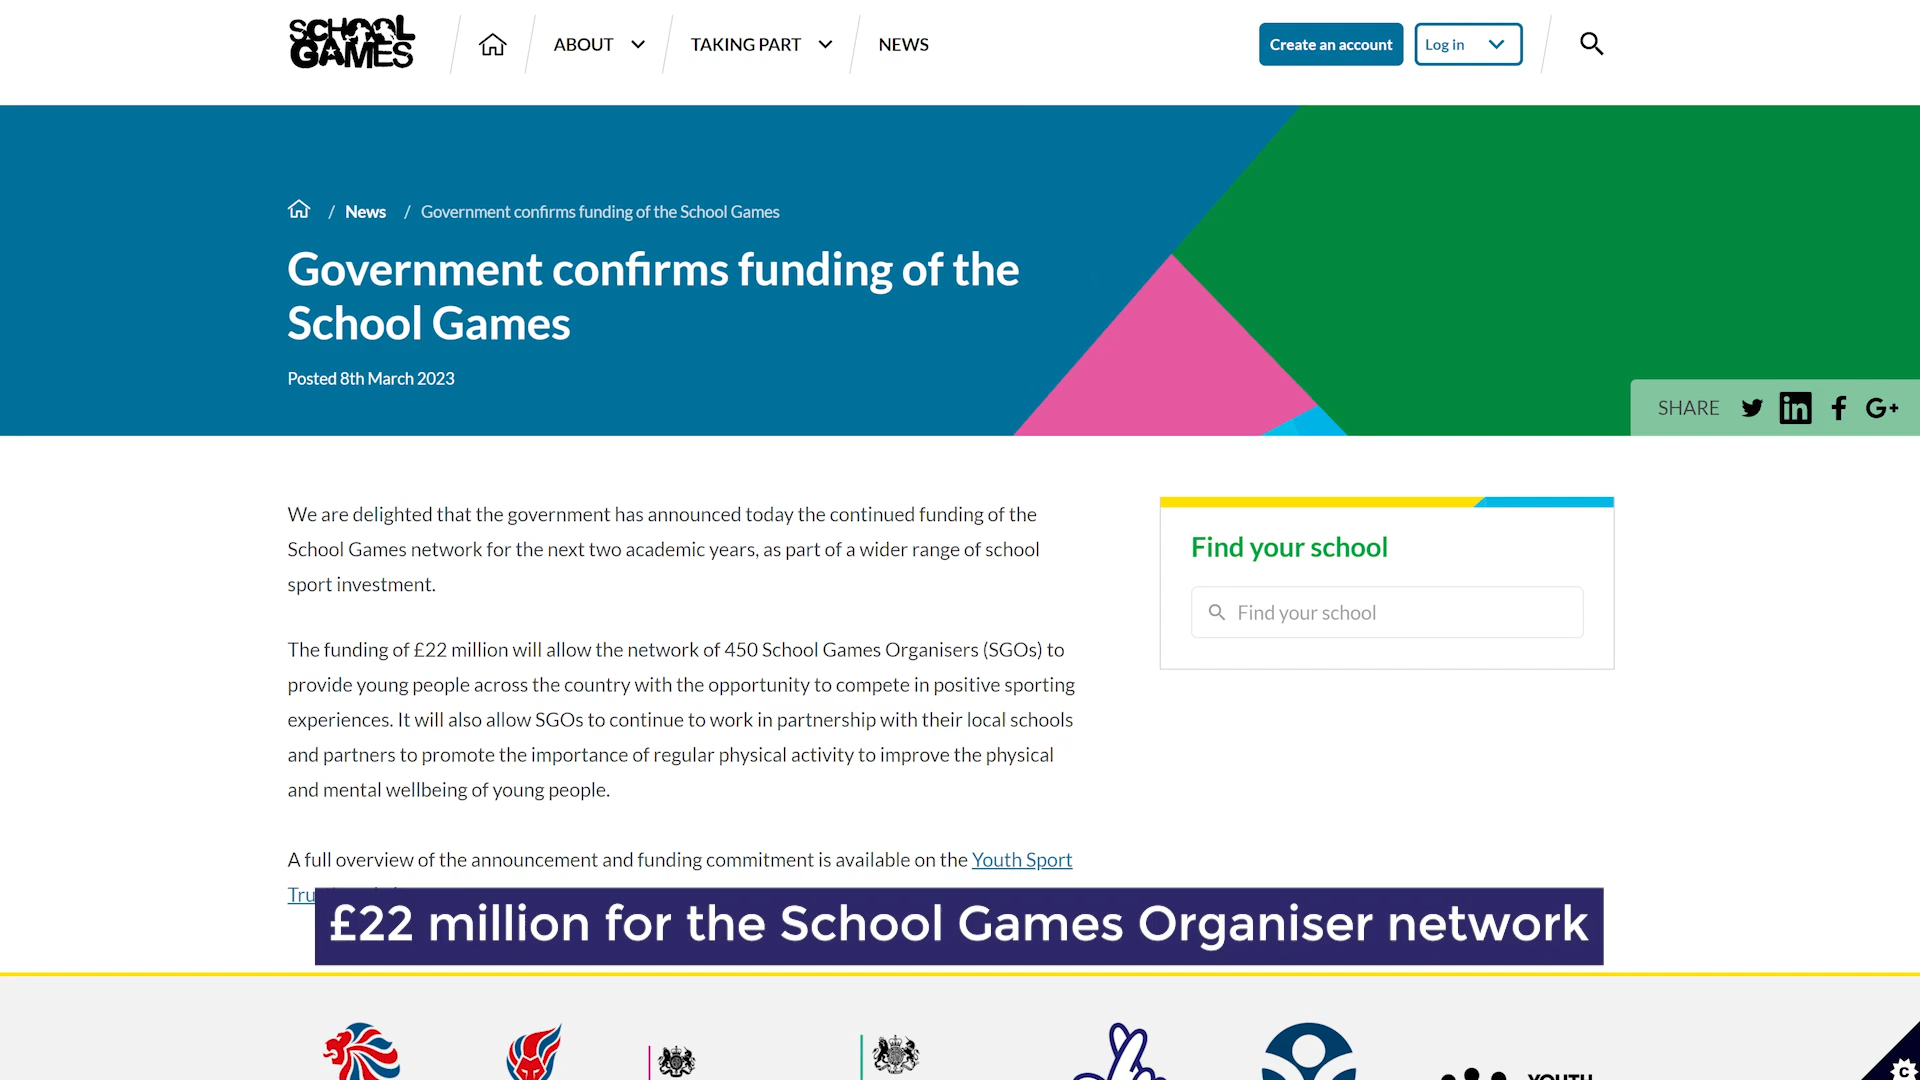 SCHOOL
GAMES
ABOUT
TAKING PART
NEWS
Create an account
Log in
/ News / Government confirms funding of the School Games
Government confirms funding of the
School Games
Posted 8th March 2023
SHARE
in f G+
We are delighted that the government has announced today the continued funding of the
School Games network for the next two academic years, as part of a wider range of school
sport investment.
Find your school
Find your school
The funding of £22 million will allow the network of 450 School Games Organisers (SGOs) to
provide young people across the country with the opportunity to compete in positive sporting
experiences. It will also allow SGOs to continue to work in partnership with their local schools
and partners to promote the importance of regular physical activity to improve the physical
and mental wellbeing of young people.
A full overview of the announcement and funding commitment is available on the Youth Sport
£22 million for the School Games Organiser network
YOUTH
C